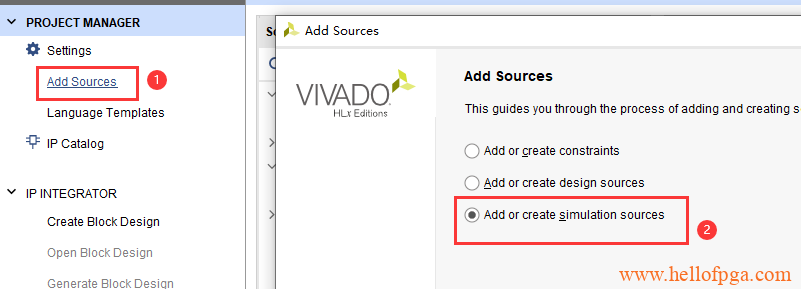 PROJECT MANAGER
Settings
Add Sources
1
Language Templates
IP Catalog
IP INTEGRATOR
Create Block Design
Open Block Design
Generate Block Design
Add Sources
VIVADO
HLx Editions
Add Sources
This guides you through the process of adding and creating
Add or create constraints
Add or create design sources
Add or create simulation sources
2
www.hellofpga.com